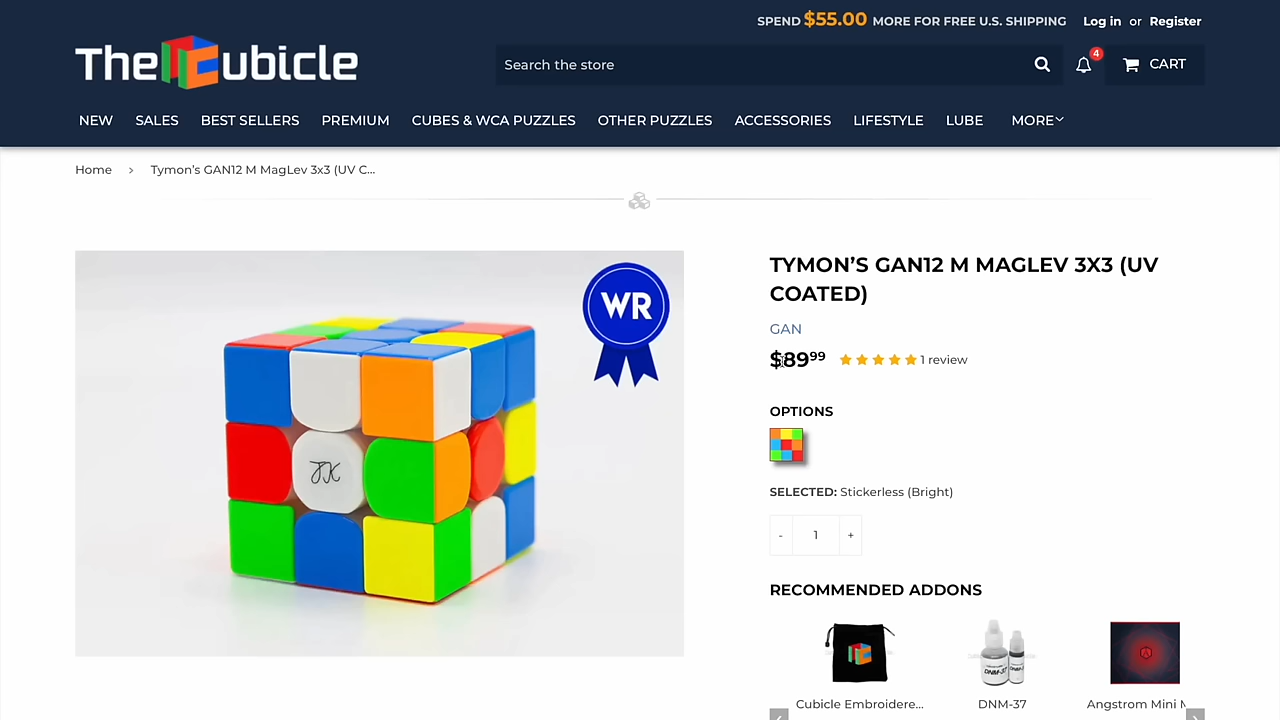 SPEND $55.00 MORE FOR FREE U.S. SHIPPING Log in or Register
TheCubicle
Search the store
4
CART
NEW SALES BEST SELLERS PREMIUM CUBES & WCA PUZZLES OTHER PUZZLES ACCESSORIES LIFESTYLE LUBE MORE
Home › Tymon's GAN12 M MagLev 3x3 (UV C...
WR
JK
TYMON'S GAN12 M MAGLEV 3X3 (UV
COATED)
GAN
$89.99 1 review
OPTIONS
SELECTED: Stickerless (Bright)
- 1 +
RECOMMENDED ADDONS
DNM-37
Cubicle Embroidere... DNM-37 Angstrom Mini